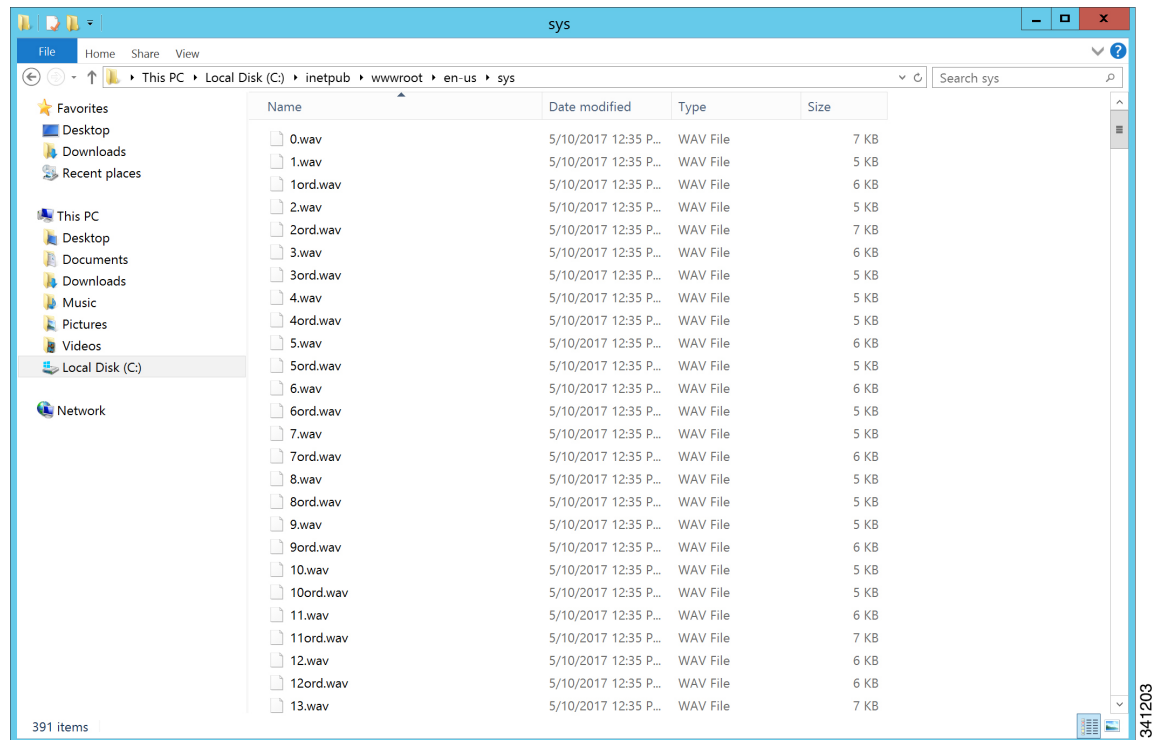 sys
File Home Share View
This PC Local Disk (C:) inetpub wwwroot en-us sys Search sys
Favorites
Desktop
Downloads
Recent places
This PC
Desktop
Documents
Downloads
Music
Pictures
Videos
Local Disk (C:)
Network
Name Date modified Type Size
0.wav 5/10/2017 12:35 P... WAV File 7 KB
1.wav 5/10/2017 12:35 P... WAV File 5 KB
1ord.wav 5/10/2017 12:35 P... WAV File 6 KB
2.wav 5/10/2017 12:35 P... WAV File 5 KB
2ord.wav 5/10/2017 12:35 P... WAV File 7 KB
3.wav 5/10/2017 12:35 P... WAV File 6 KB
3ord.wav 5/10/2017 12:35 P... WAV File 5 KB
4.wav 5/10/2017 12:35 P... WAV File 5 KB
4ord.wav 5/10/2017 12:35 P... WAV File 5 KB
5.wav 5/10/2017 12:35 P... WAV File 6 KB
5ord.wav 5/10/2017 12:35 P... WAV File 5 KB
6.wav 5/10/2017 12:35 P... WAV File 6 KB
6ord.wav 5/10/2017 12:35 P... WAV File 5 KB
7.wav 5/10/2017 12:35 P... WAV File 5 KB
7ord.wav 5/10/2017 12:35 P... WAV File 6 KB
8.wav 5/10/2017 12:35 P... WAV File 5 KB
8ord.wav 5/10/2017 12:35 P... WAV File 5 KB
9.wav 5/10/2017 12:35 P... WAV File 5 KB
9ord.wav 5/10/2017 12:35 P... WAV File 6 KB
10.wav 5/10/2017 12:35 P... WAV File 5 KB
10ord.wav 5/10/2017 12:35 P... WAV File 5 KB
11.wav 5/10/2017 12:35 P... WAV File 6 KB
11ord.wav 5/10/2017 12:35 P... WAV File 7 KB
12.wav 5/10/2017 12:35 P... WAV File 6 KB
12ord.wav 5/10/2017 12:35 P... WAV File 6 KB
13.wav 5/10/2017 12:35 P... WAV File 7 KB
391 items
341203